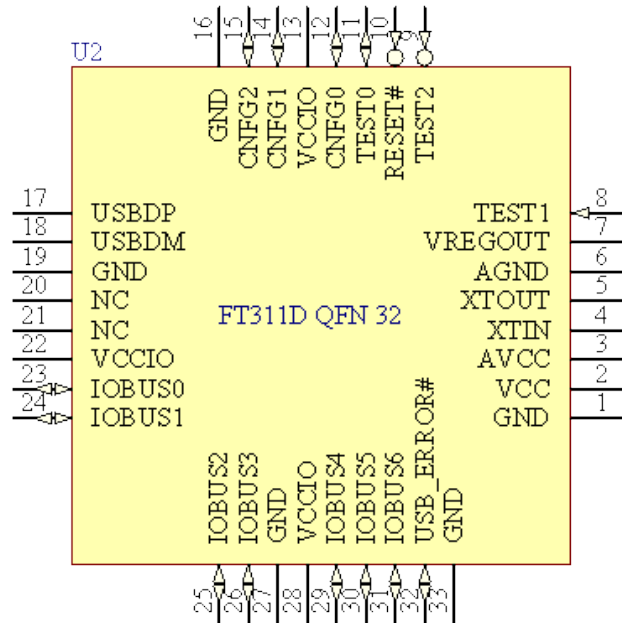 16 15 14 13 12 11 10 9
U2
GND CNFG2 CNFG1 VCCIO CNFG0 TEST0 RESET# TEST2
17 USBDP TEST1 8
18 USBDM VREGOUT 7
19 GND AGND 6
20 NC XTOUT 5
21 NC FT311D QFN 32 XTIN 4
22 VCCIO AVCC 3
23 IOBUS0 VCC 2
24 IOBUS1 GND 1
IOBUS2 IOBUS3 GND VCCIO IOBUS4 IOBUS5 IOBUS6 USB_ERROR# GND
25 26 27 28 29 30 31 32 33